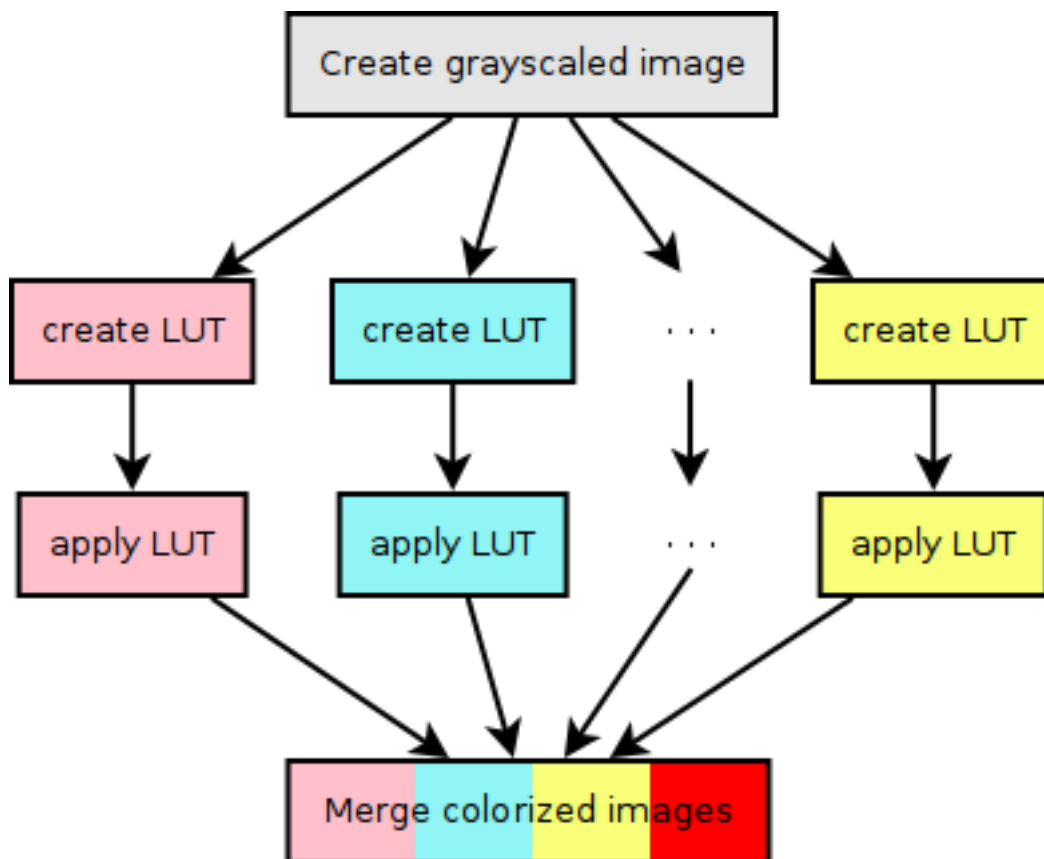 Create grayscaled image
create LUT
create LUT
. . .
create LUT
apply LUT
apply LUT
. . .
apply LUT
Merge colorized images